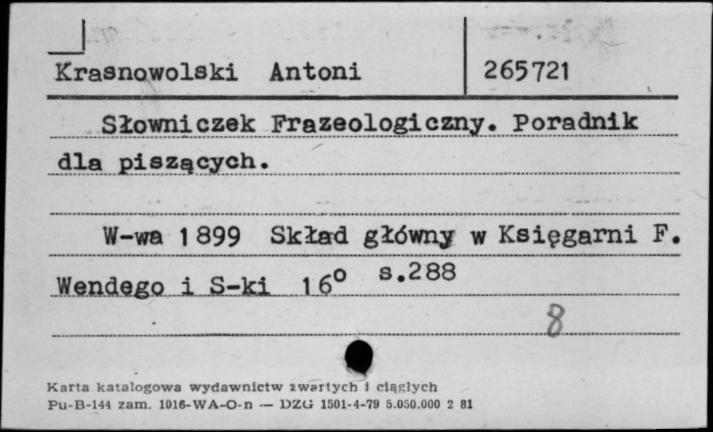 Krasnowolski Antoni 265721
Słowniczek Frazeologiczny. Poradnik
dla piszących.
W-wa 1899 Skład główny w Księgarni F.
Wendego i S-ki 16° s.288
8
Karta katalogowa wydawnictw zwartych i ciągłych
Pu-B-144 zam. 1016-WA-O-n — DZG 1501-4-79 5.050.000 2 81